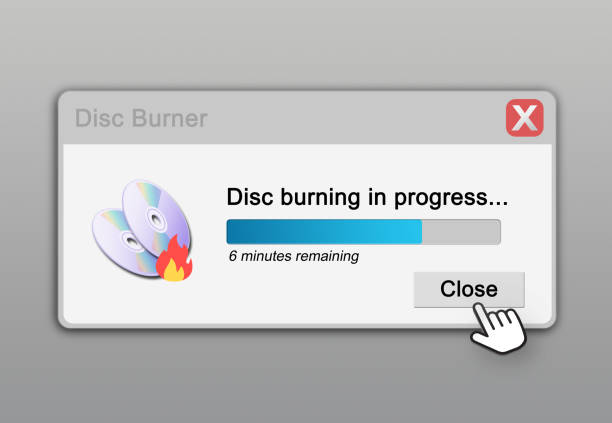 Disc Burner
X
Disc burning in progress...
6 minutes remaining
Close